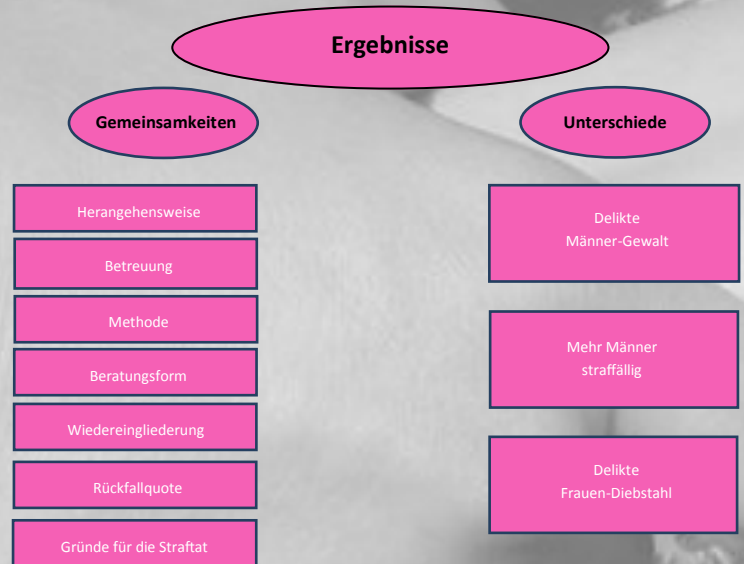 Ergebnisse
Gemeinsamkeiten
Herangehensweise
Betreuung
Methode
Beratungsform
Wiedereingliederung
Rückfallquote
Gründe für die Straftat
Unterschiede
Delikte
Männer-Gewalt
Mehr Männer
straffällig
Delikte
Frauen-Diebstahl